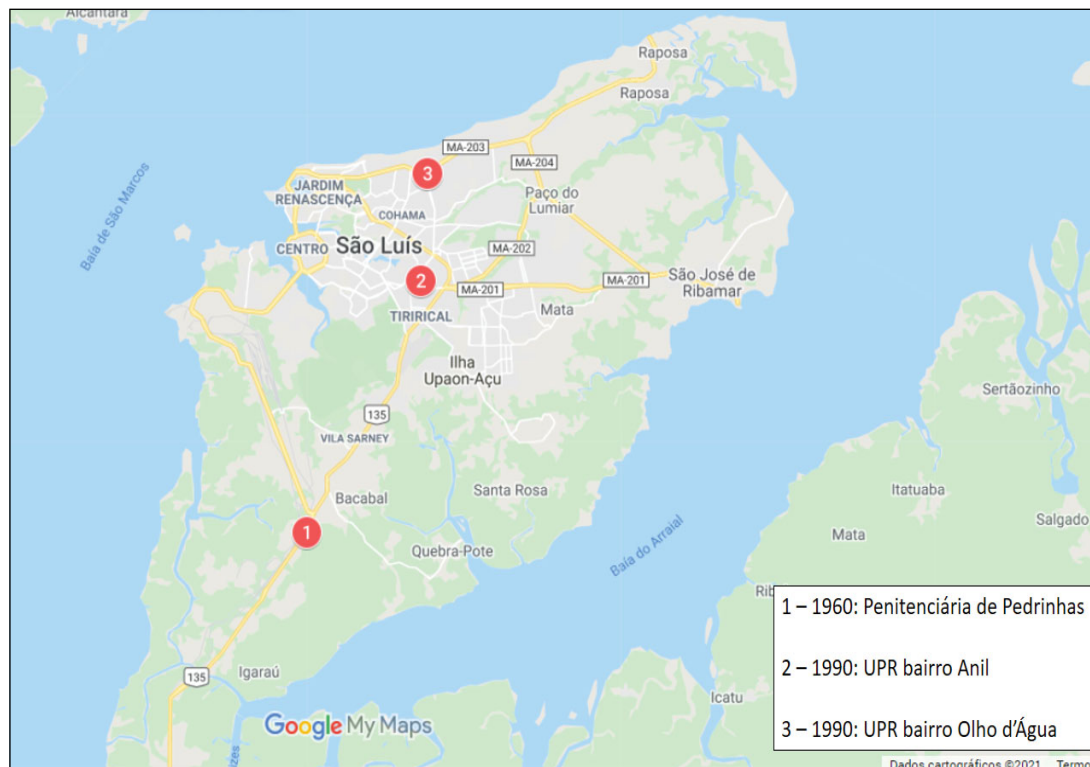 Alcântara
Raposa
Raposa
MA-203
MA-204
3
JARDIM
RENASCENÇA
Paço do
Lumiar
COHAMA
Baía de São Marcos
CENTRO
São Luís
MA-202
2
MA-201
MA-201
São José de
Ribamar
TIRIRICAL
Mata
Ilha
Upaon-Açu
Sertãozinho
135
VILA SARNEY
Bacabal
Santa Rosa
Itatuaba
1
Quebra-Pote
Baía do Arraial
Mata
Salgado
Igaraú
135
Icatu
Google My Maps
1 – 1960: Penitenciária de Pedrinhas
2 – 1990: UPR bairro Anil
3 – 1990: UPR bairro Olho d’Água
Dados cartográficos ©2021